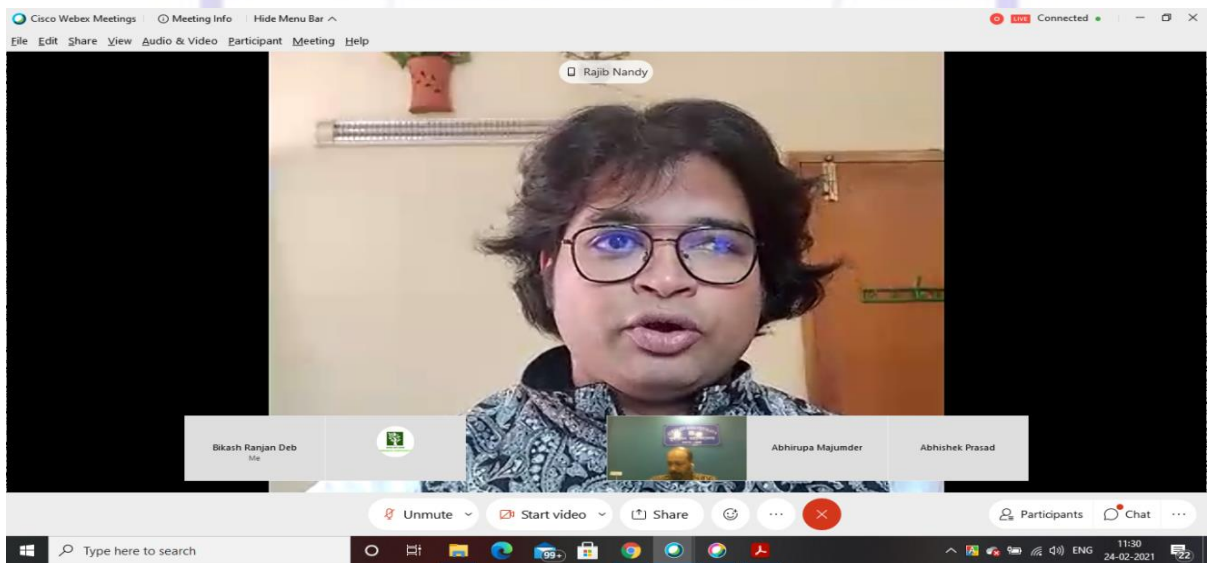 Cisco Webex Meetings Meeting Info Hide Menu Bar
LIVE Connected
File Edit Share View Audio & Video Participant Meeting Help
Rajib Nandy
Bikash Ranjan Deb
Me
Abhirupa Majumder
Abhishek Prasad
Unmute Start video Share
Participants Chat
Type here to search
99+
ENG
11:30
24-02-2021
22